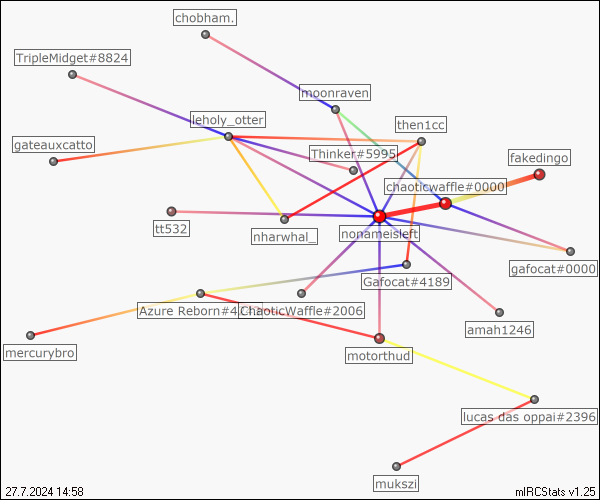 chobham.
TripleMidget#8824
moonraven
leholy_otter
then1cc
gateauxcatto
Thinker#5995
fakedingo
chaoticwaffle#0000
tt532
nharwhal_
nonameisleft
gafocat#0000
Gafocat#4189
Azure Reborn#4
ChaoticWaffle#2006
amah1246
mercurybro
motorthud
lucas das oppai#2396
mukszi
27.7.2024 14:58
mIRCStats v1.25